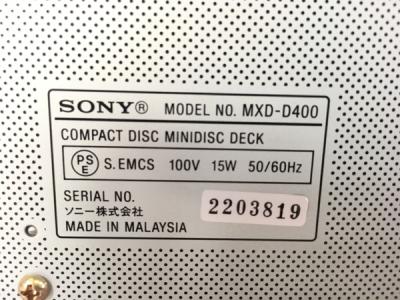 SONY® MODEL NO. MXD-D400
COMPACT DISC MINIDISC DECK
PSE S.EMCS 100V 15W 50/60Hz
SERIAL NO. 2203819
ソニー株式会社
MADE IN MALAYSIA